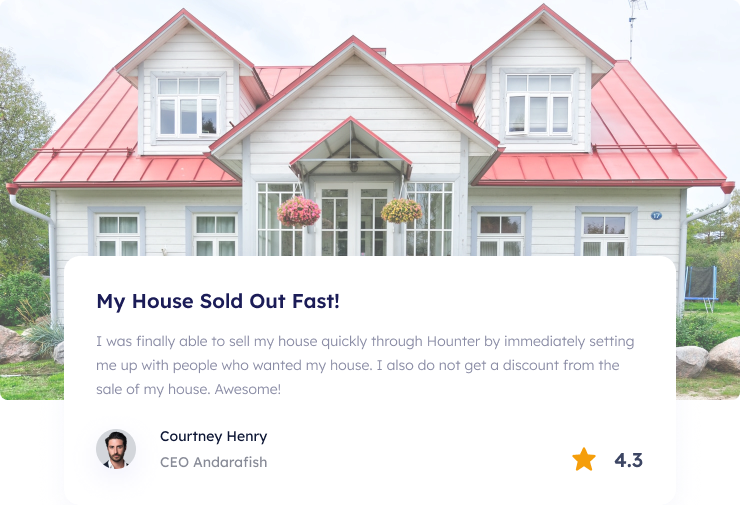 17
My House Sold Out Fast!
I was finally able to sell my house quickly through Hounter by immediately setting
me up with people who wanted my house. I also do not get a discount from the
sale of my house. Awesome!
Courtney Henry
CEO Andarafish
4.3